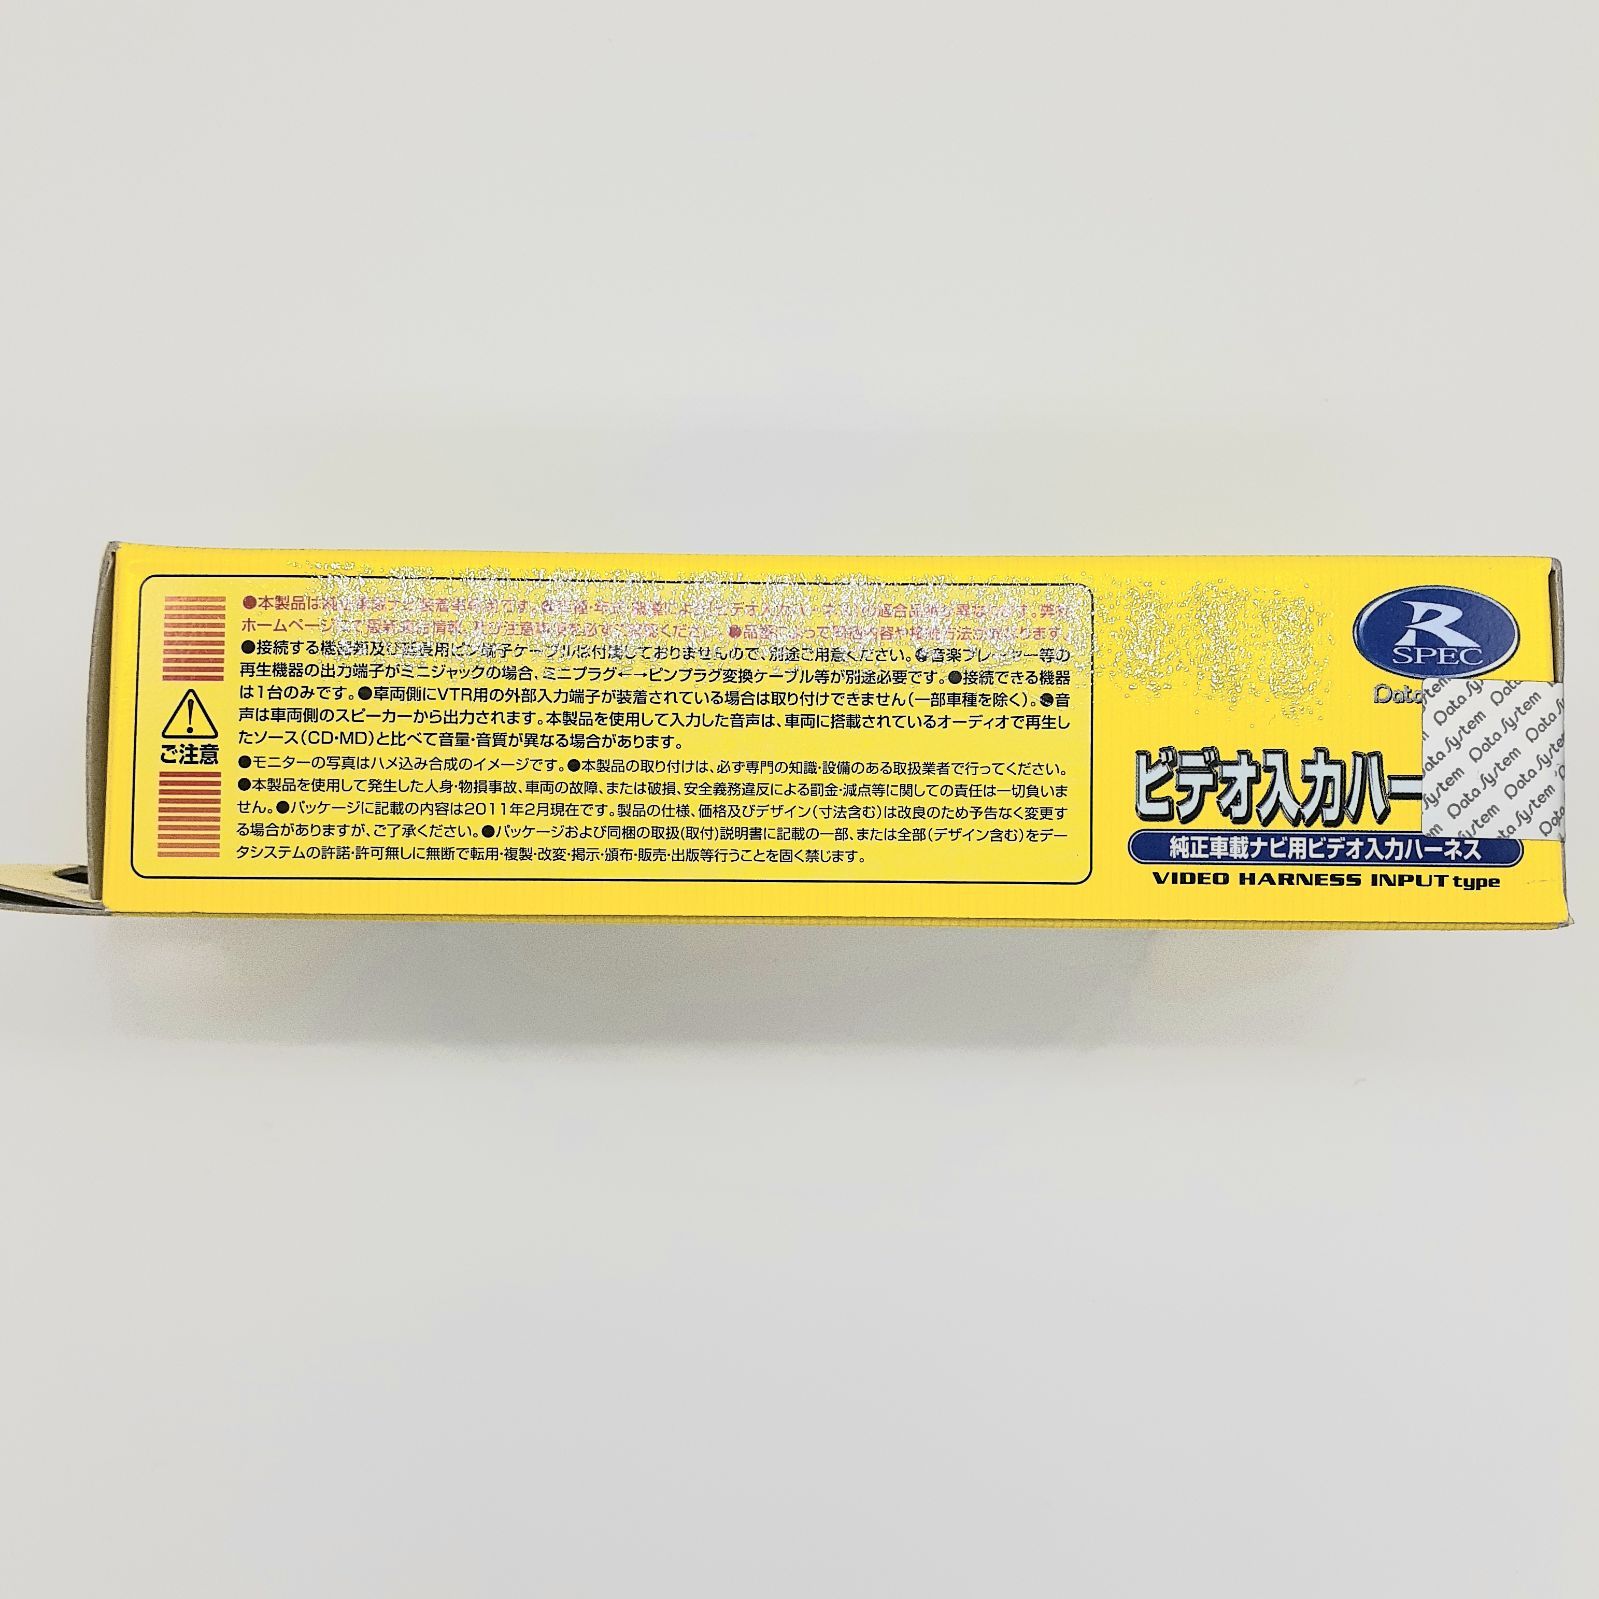 ●本製品は
ホームページ
●接続する機器類及び延長用ピン端子ケーブルは付属しておりませんので、別途ご用意ください。●音楽プレーヤー等の
再生機器の出力端子がミニジャックの場合、ミニプラグ←→ピンプラグ変換ケーブル等が別途必要です。●接続できる機器
は1台のみです。●車両側にVTR用の外部入力端子が装着されている場合は取り付けできません(一部車種を除く)。●音
声は車両側のスピーカーから出力されます。本製品を使用して入力した音声は、車両に搭載されているオーディオで再生し
たソース(CD・MD)と比べて音量・音質が異なる場合があります。
●モニターの写真はハメ込み合成のイメージです。●本製品の取り付けは、必ず専門の知識・設備のある取扱業者で行ってください。
●本製品を使用して発生した人身・物損事故、車両の故障、または破損、安全義務違反による罰金・減点等に関しての責任は一切負いま
せん。●パッケージに記載の内容は2011年2月現在です。製品の仕様、価格及びデザイン(寸法含む)は改良のため予告なく変更す
る場合がありますが、ご了承ください。●パッケージおよび同梱の取扱(取付)説明書に記載の一部、または全部(デザイン含む)をデー
タシステムの許諾・許可無しに無断で転用・複製・改変・掲示・頒布・販売・出版等行うことを固く禁じます。
ご注意
R
SPEC
Data
Data System
ビデオ入力ハー
純正車載ナビ用ビデオ入力ハーネス
VIDEO HARNESS INPUT type